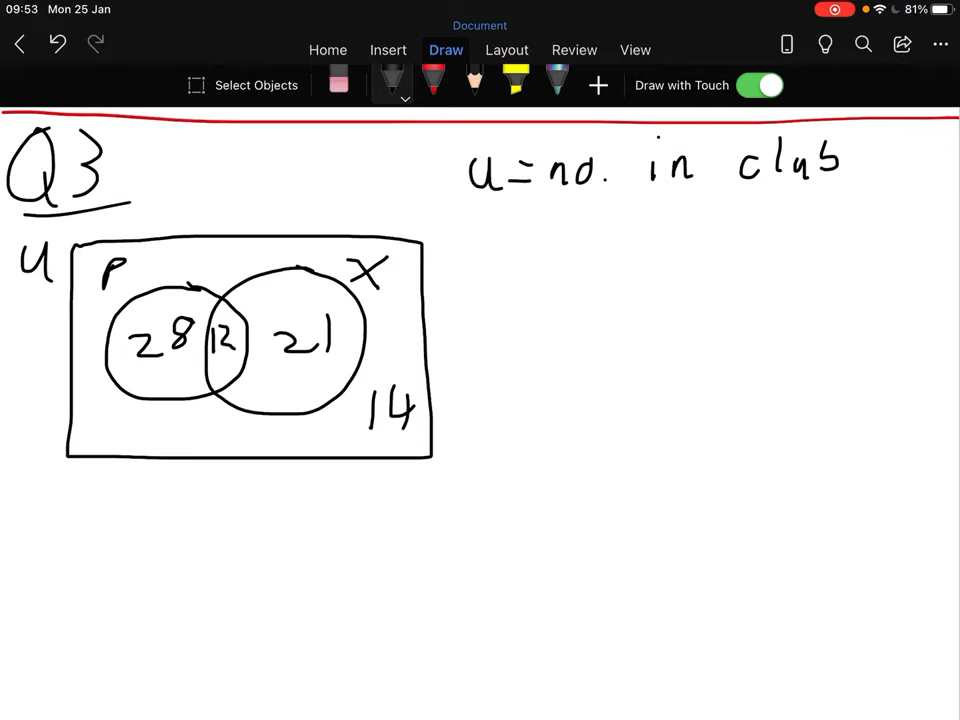 09:53 Mon 25 Jan
81%
Document
Home Insert Draw Layout Review View
Select Objects
Draw with Touch
Q3
u = no. in club
U
P X
28 12 21
14